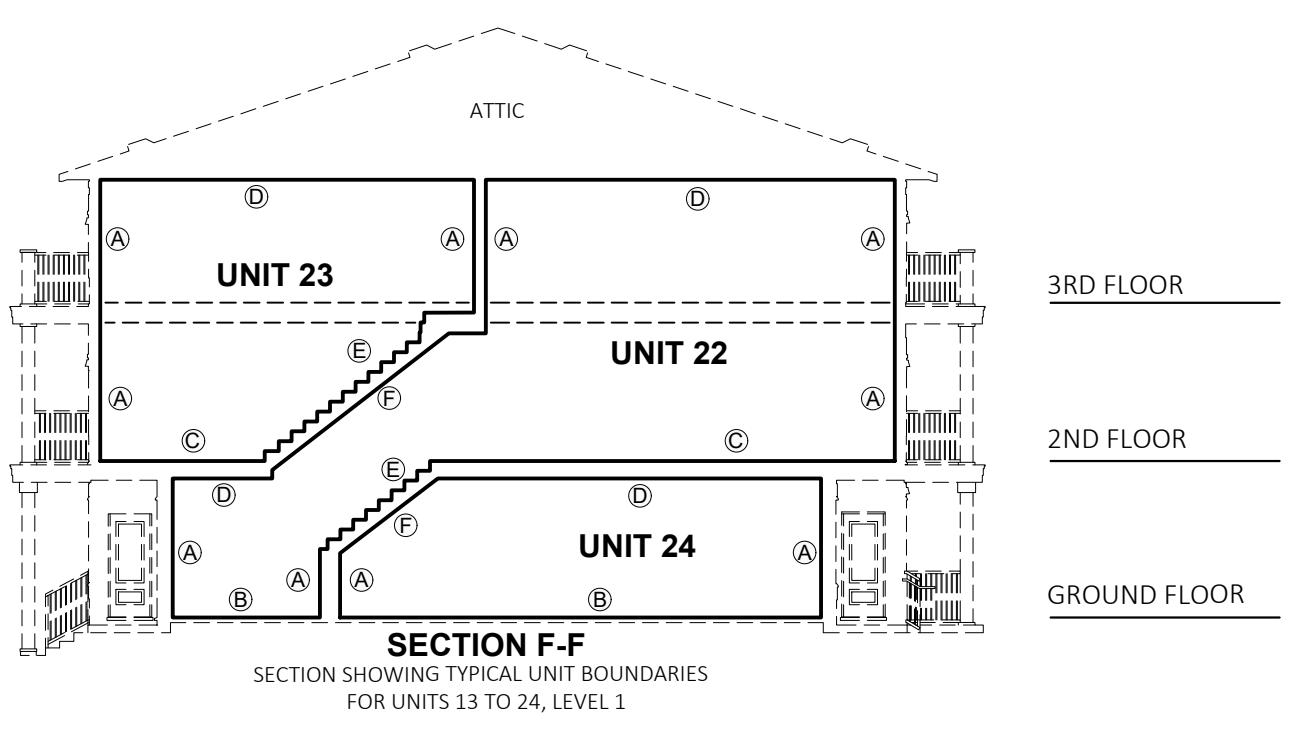 ATTIC
D
D
A
A
A
A
UNIT 23
3RD FLOOR
E
UNIT 22
A
F
A
C
C
2ND FLOOR
E
D
D
F
UNIT 24
A
A
A
A
B
B
GROUND FLOOR
SECTION F-F
SECTION SHOWING TYPICAL UNIT BOUNDARIES
FOR UNITS 13 TO 24, LEVEL 1